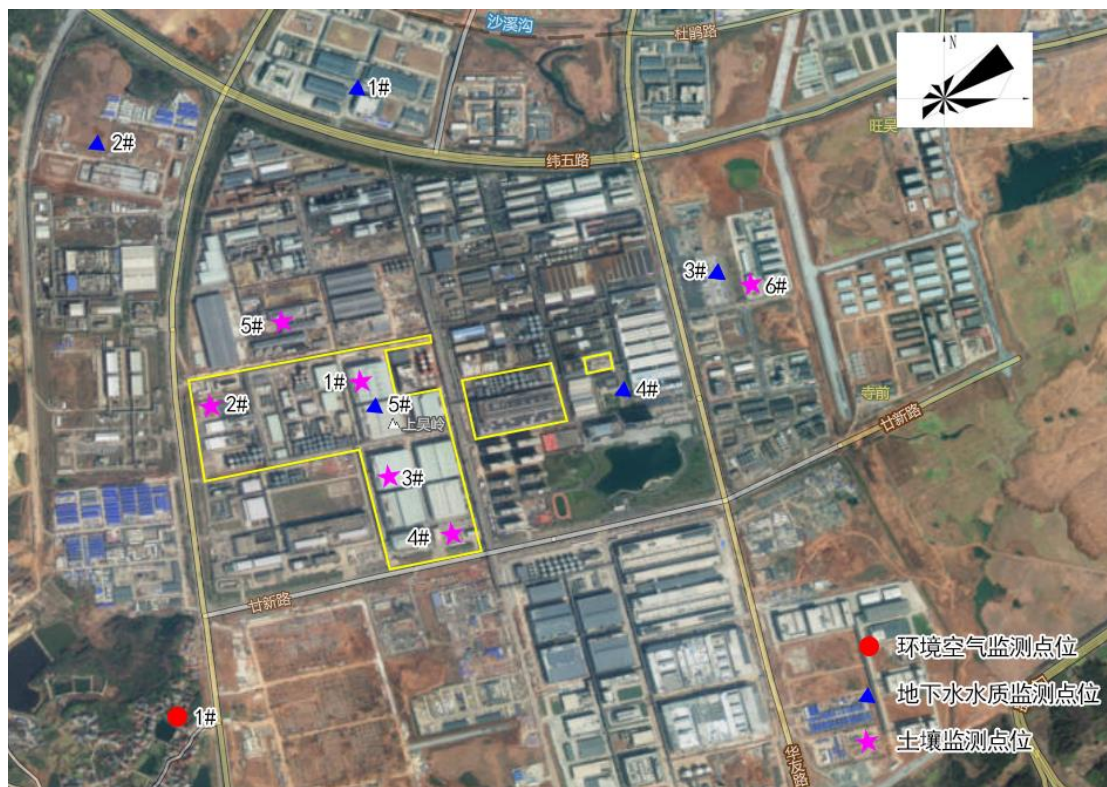 沙溪沟
杜鹃路
N
1#
2#
旺吴
纬五路
3#
6#
5#
1#
2#
5#
上吴岭
4#
寺前
廿新路
3#
4#
廿新路
环境空气监测点位
地下水水质监测点位
1#
土壤监测点位
华友路